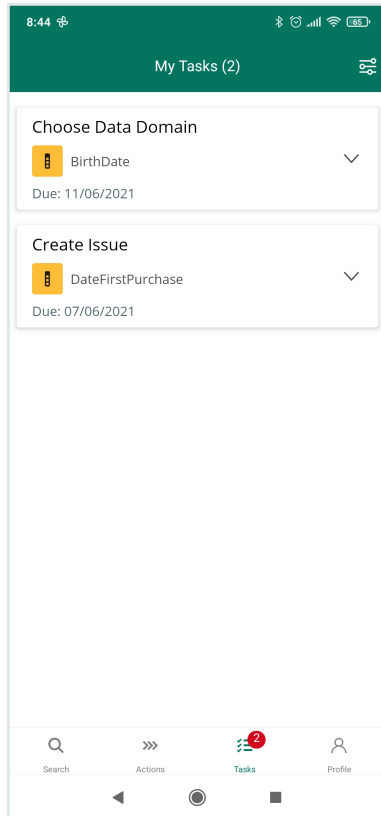 8:44
65
My Tasks (2)
Choose Data Domain
BirthDate
Due: 11/06/2021
Create Issue
DateFirstPurchase
Due: 07/06/2021
2
Search
Actions
Tasks
Profile